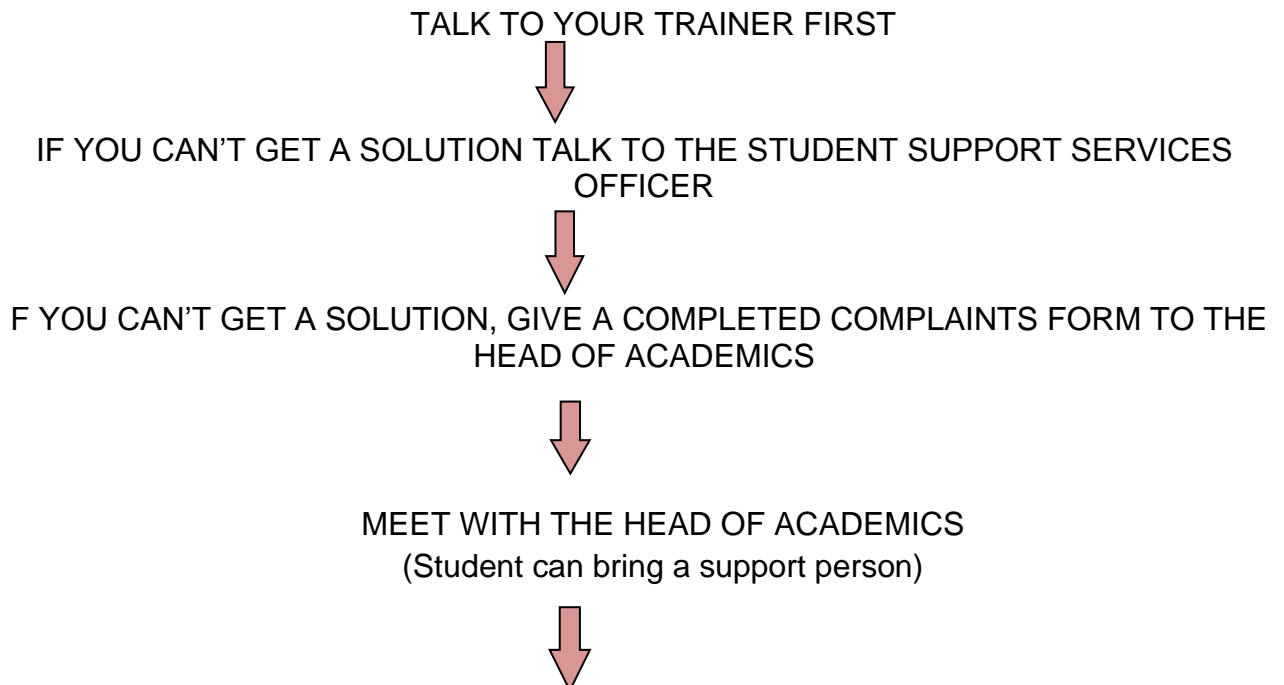 TALK TO YOUR TRAINER FIRST
IF YOU CAN'T GET A SOLUTION TALK TO THE STUDENT SUPPORT SERVICES
OFFICER
F YOU CAN'T GET A SOLUTION, GIVE A COMPLETED COMPLAINTS FORM TO THE
HEAD OF ACADEMICS
MEET WITH THE HEAD OF ACADEMICS
(Student can bring a support person)